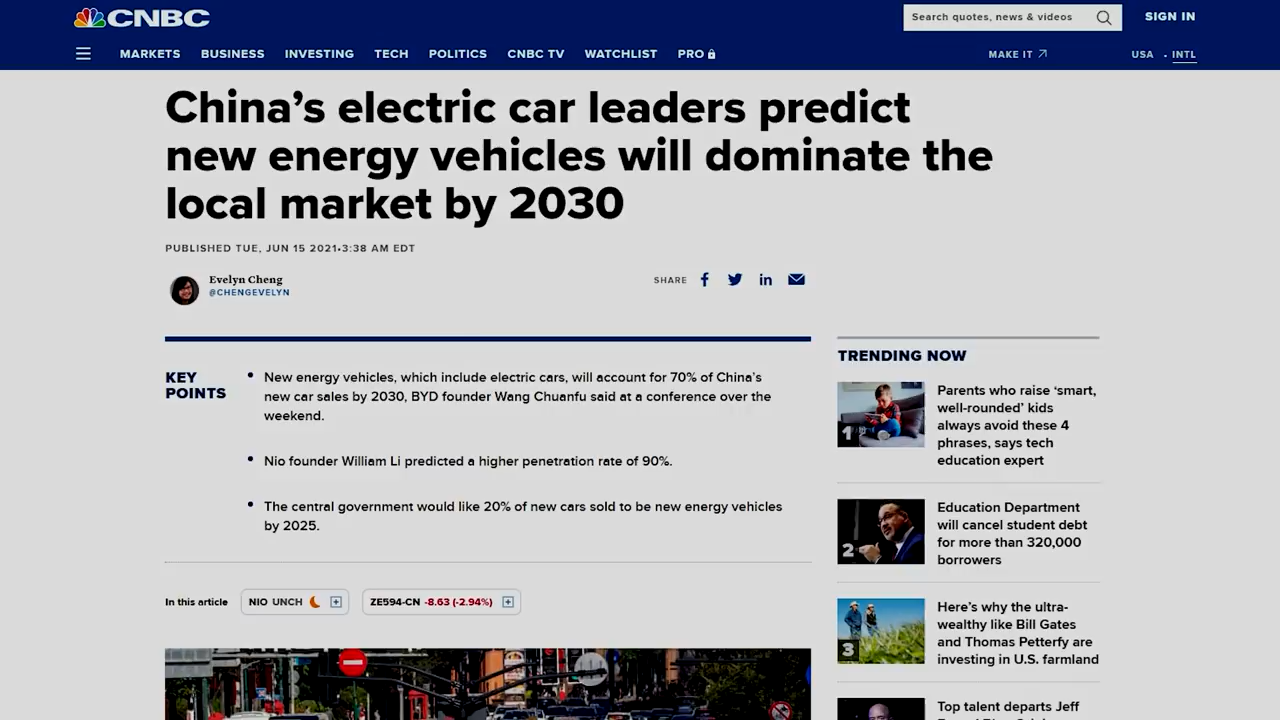 CNBC
Search quotes, news & videos
SIGN IN
MARKETS BUSINESS INVESTING TECH POLITICS CNBC TV WATCHLIST PRO
MAKE IT
USA • INTL
China's electric car leaders predict
new energy vehicles will dominate the
local market by 2030
PUBLISHED TUE, JUN 15 2021•3:38 AM EDT
Evelyn Cheng
@CHENGEVELYN
SHARE
KEY
POINTS
• New energy vehicles, which include electric cars, will account for 70% of China's
new car sales by 2030, BYD founder Wang Chuanfu said at a conference over the
weekend.
• Nio founder William Li predicted a higher penetration rate of 90%.
• The central government would like 20% of new cars sold to be new energy vehicles
by 2025.
In this article
NIO UNCH
ZE594-CN -8.63 (-2.94%)
TRENDING NOW
1
Parents who raise 'smart,
well-rounded' kids
always avoid these 4
phrases, says tech
education expert
2
Education Department
will cancel student debt
for more than 320,000
borrowers
3
Here's why the ultra-
wealthy like Bill Gates
and Thomas Petterfy are
investing in U.S. farmland
Top talent departs Jeff